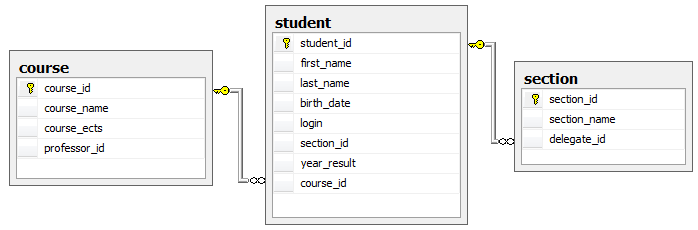 course
course_id
course_name
course_ects
professor_id
student
student_id
first_name
last_name
birth_date
login
section_id
year_result
course_id
section
section_id
section_name
delegate_id